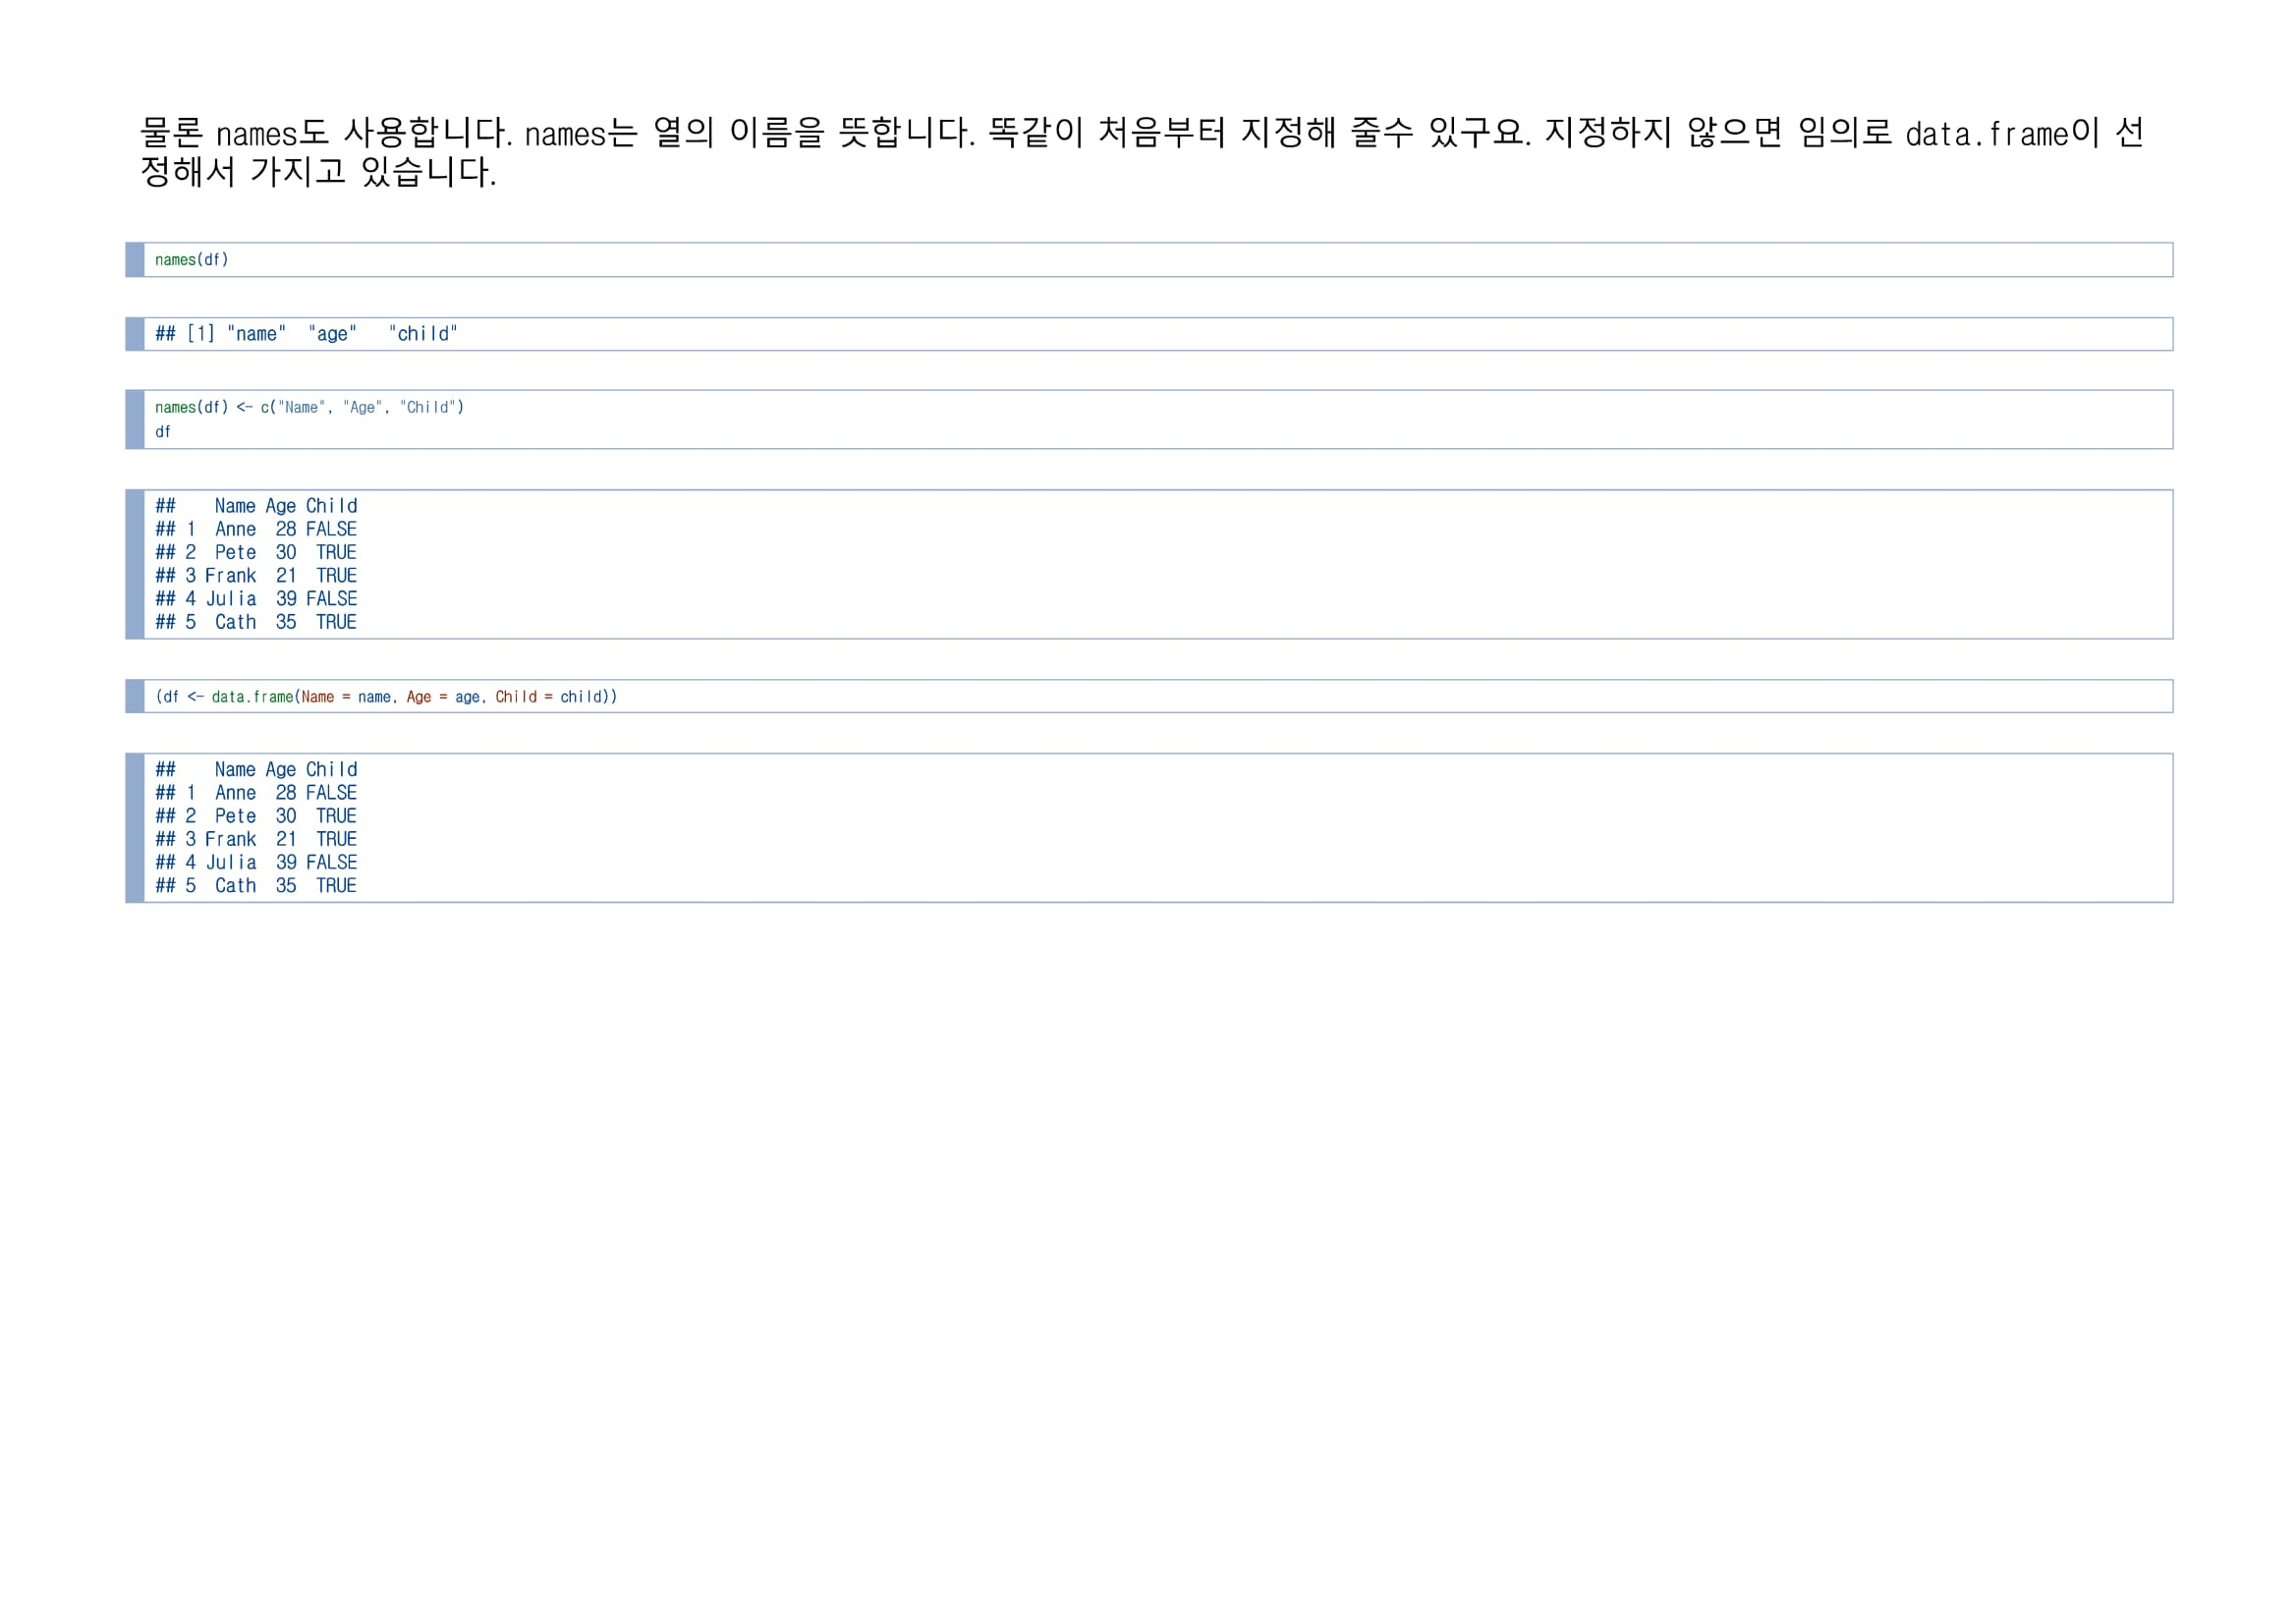 물론 names도 사용합니다. names는 열의 이름을 뜻합니다. 똑같이 처음부터 지정해 줄수 있구요. 지정하지 않으면 임의로 data.frame이 선
정해서 가지고 있습니다.
names(df)
## [1] "name"  "age"   "child"
names(df) <- c("Name", "Age", "Child")
df
##    Name Age Child
## 1  Anne  28 FALSE
## 2  Pete  30  TRUE
## 3 Frank  21  TRUE
## 4 Julia  39 FALSE
## 5  Cath  35  TRUE
(df <- data.frame(Name = name, Age = age, Child = child))
##    Name Age Child
## 1  Anne  28 FALSE
## 2  Pete  30  TRUE
## 3 Frank  21  TRUE
## 4 Julia  39 FALSE
## 5  Cath  35  TRUE